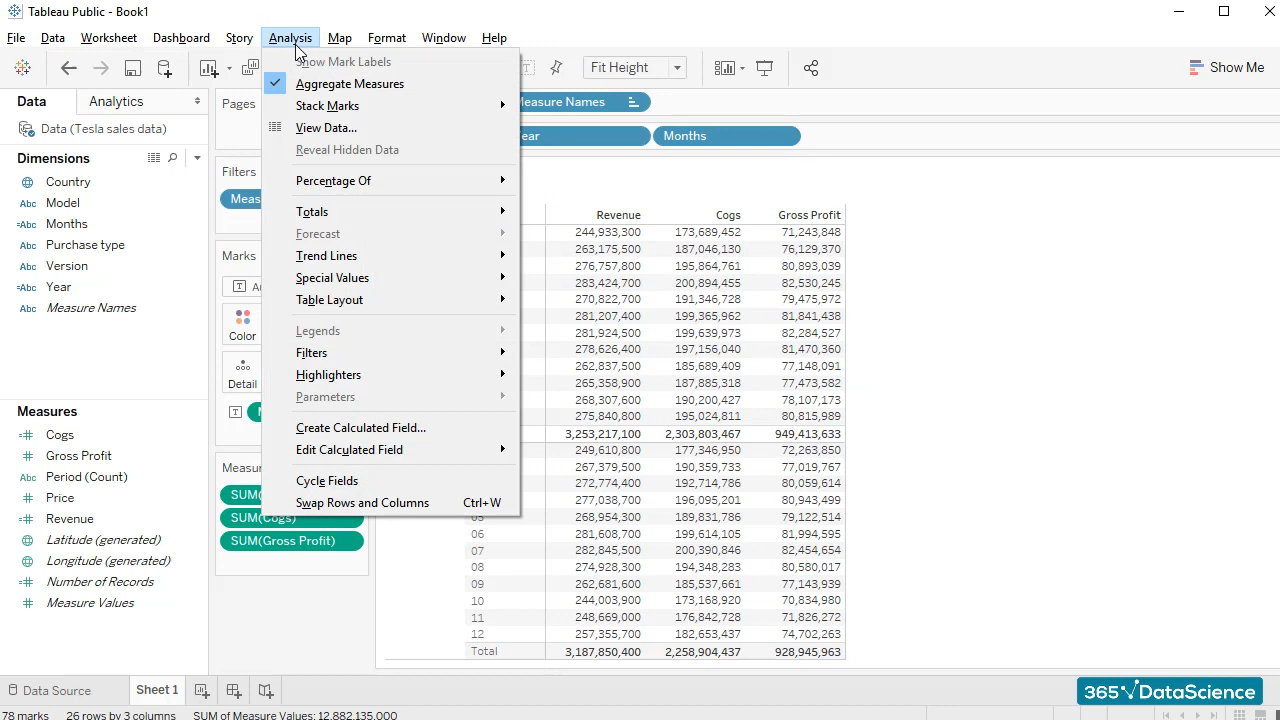 Tableau Public - Book1
File Data Worksheet Dashboard Story Analysis Map Format Window Help
Fit Height
Show Me
Data Analytics
Data (Tesla sales data)
Dimensions
Country
Abc Model
=Abc Months
Abc Purchase type
Abc Version
=Abc Year
Abc Measure Names
Measures
Cogs
Gross Profit
Abc Period (Count)
Price
Revenue
Latitude (generated)
Longitude (generated)
Number of Records
Measure Values
Pages
Filters
Meas
Marks
Color
Detail
Measu
SUM(
SUM(Cogs)
SUM(Gross Profit)
how Mark Labels
Aggregate Measures
Stack Marks
View Data...
Reveal Hidden Data
Percentage Of
Totals
Forecast
Trend Lines
Special Values
Table Layout
Legends
Filters
Highlighters
Parameters
Create Calculated Field...
Edit Calculated Field
Cycle Fields
Swap Rows and Columns Ctrl+W
Measure Names
ear Months
Revenue Cogs Gross Profit
244,933,300 173,689,452 71,243,848
263,175,500 187,046,130 76,129,370
276,757,800 195,864,761 80,893,039
283,424,700 200,894,455 82,530,245
270,822,700 191,346,728 79,475,972
281,207,400 199,365,962 81,841,438
281,924,500 199,639,973 82,284,527
278,626,400 197,156,040 81,470,360
262,837,500 185,689,409 77,148,091
265,358,900 187,885,318 77,473,582
268,307,600 190,200,427 78,107,173
275,840,800 195,024,811 80,815,989
3,253,217,100 2,303,803,467 949,413,633
249,610,800 177,346,950 72,263,850
267,379,500 190,359,733 77,019,767
272,774,400 192,714,786 80,059,614
277,038,700 196,095,201 80,943,499
05 268,954,300 189,831,786 79,122,514
06 281,608,700 199,614,105 81,994,595
07 282,845,500 200,390,846 82,454,654
08 274,928,300 194,348,283 80,580,017
09 262,681,600 185,537,661 77,143,939
10 244,003,900 173,168,920 70,834,980
11 248,669,000 176,842,728 71,826,272
12 257,355,700 182,653,437 74,702,263
Total 3,187,850,400 2,258,904,437 928,945,963
Data Source Sheet 1
365 DataScience
78 marks 26 rows by 3 columns SUM of Measure Values: 12,882,135,000